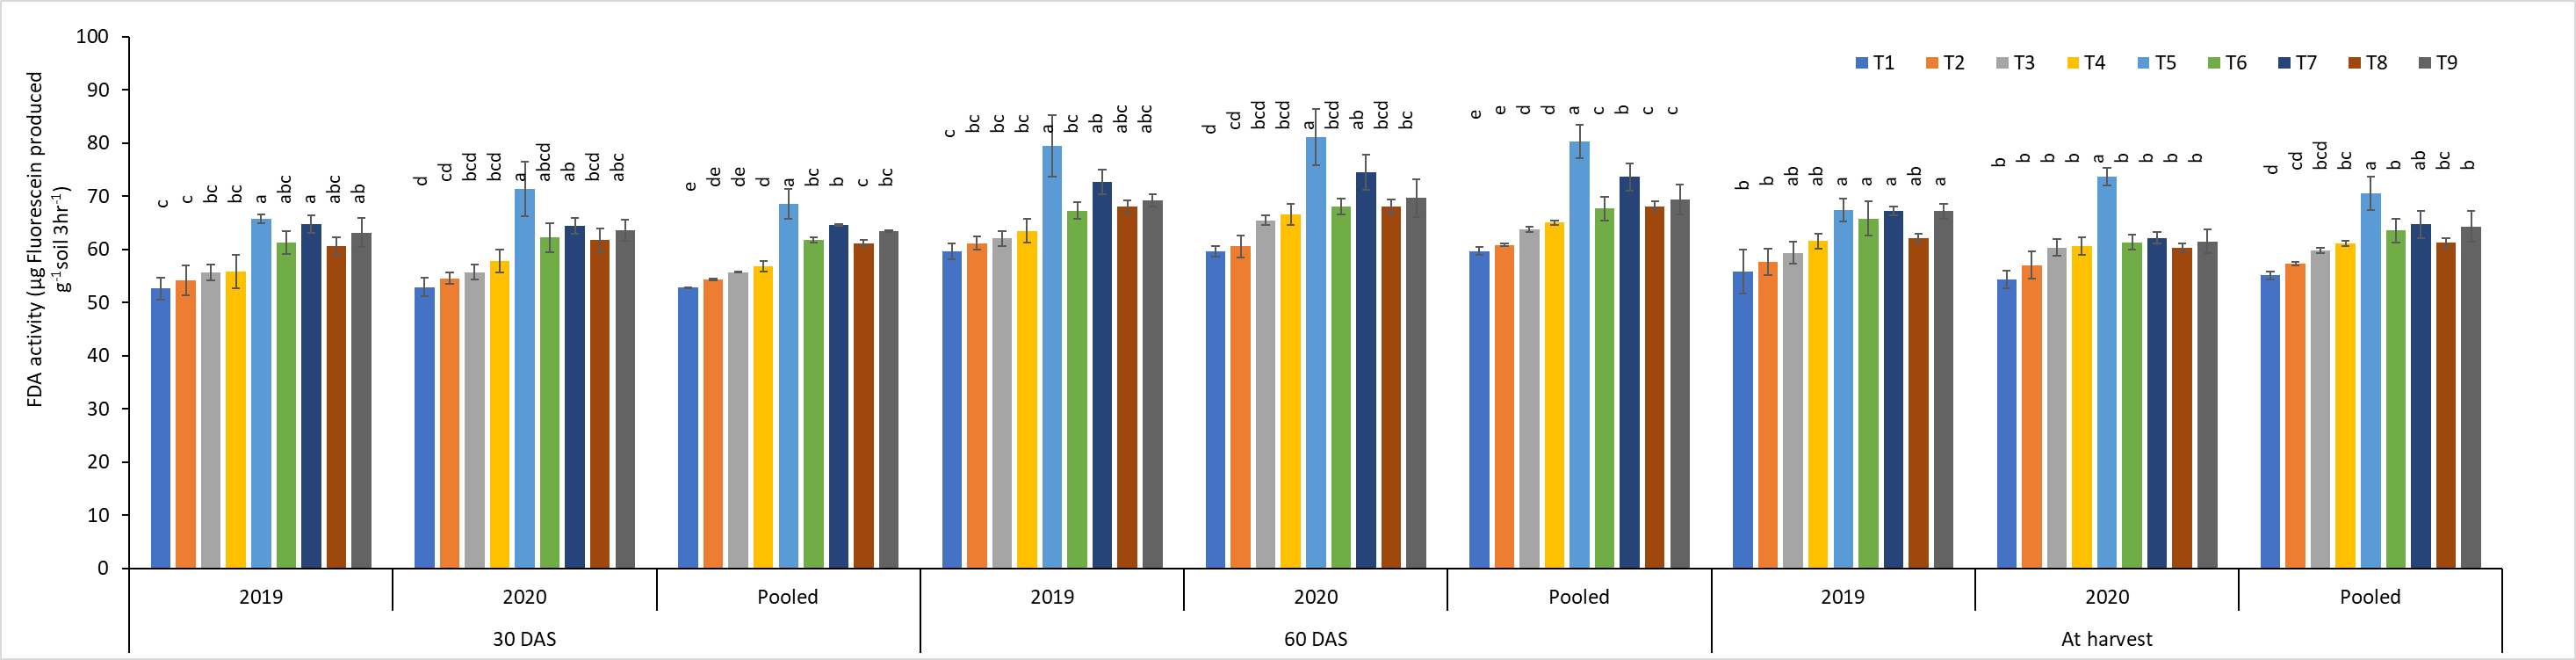 100
90
80
70
60
50
40
30
20
10
0
FDA activity (µg Fluorescein produced
g-1soil 3hr-1)
T1 T2 T3 T4 T5 T6 T7 T8 T9
c c bc bc a abc a abc ab
d cd bcd bcd a abcd ab bcd abc
e de de d a bc b c bc
c bc bc bc a bc ab abc abc
d cd bcd bcd a bcd ab bcd bc
e e d d a c b c c
b b ab ab a a a ab a
b b b b a b b b b
d cd bcd bc a b ab bc b
2019 2020 Pooled 2019 2020 Pooled 2019 2020 Pooled
30 DAS 60 DAS At harvest